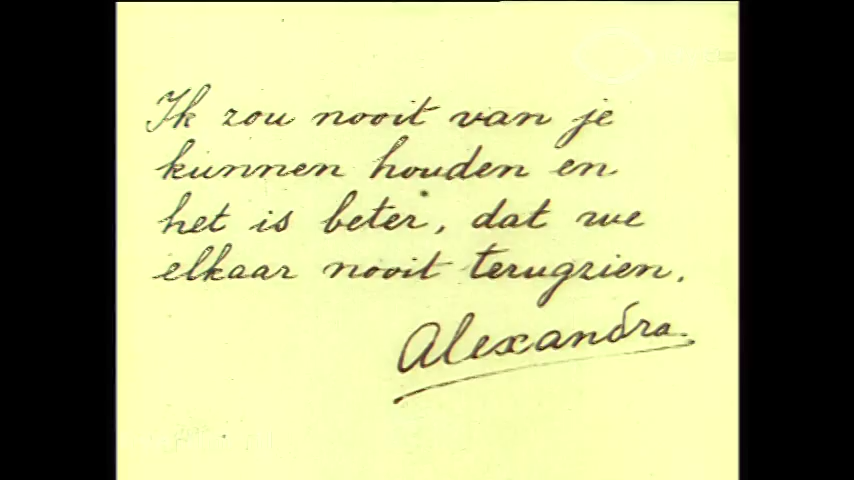 Ik zou nooit van je
kunnen houden en
het is beter, dat we
elkaar nooit terugzien.
Alexandra.